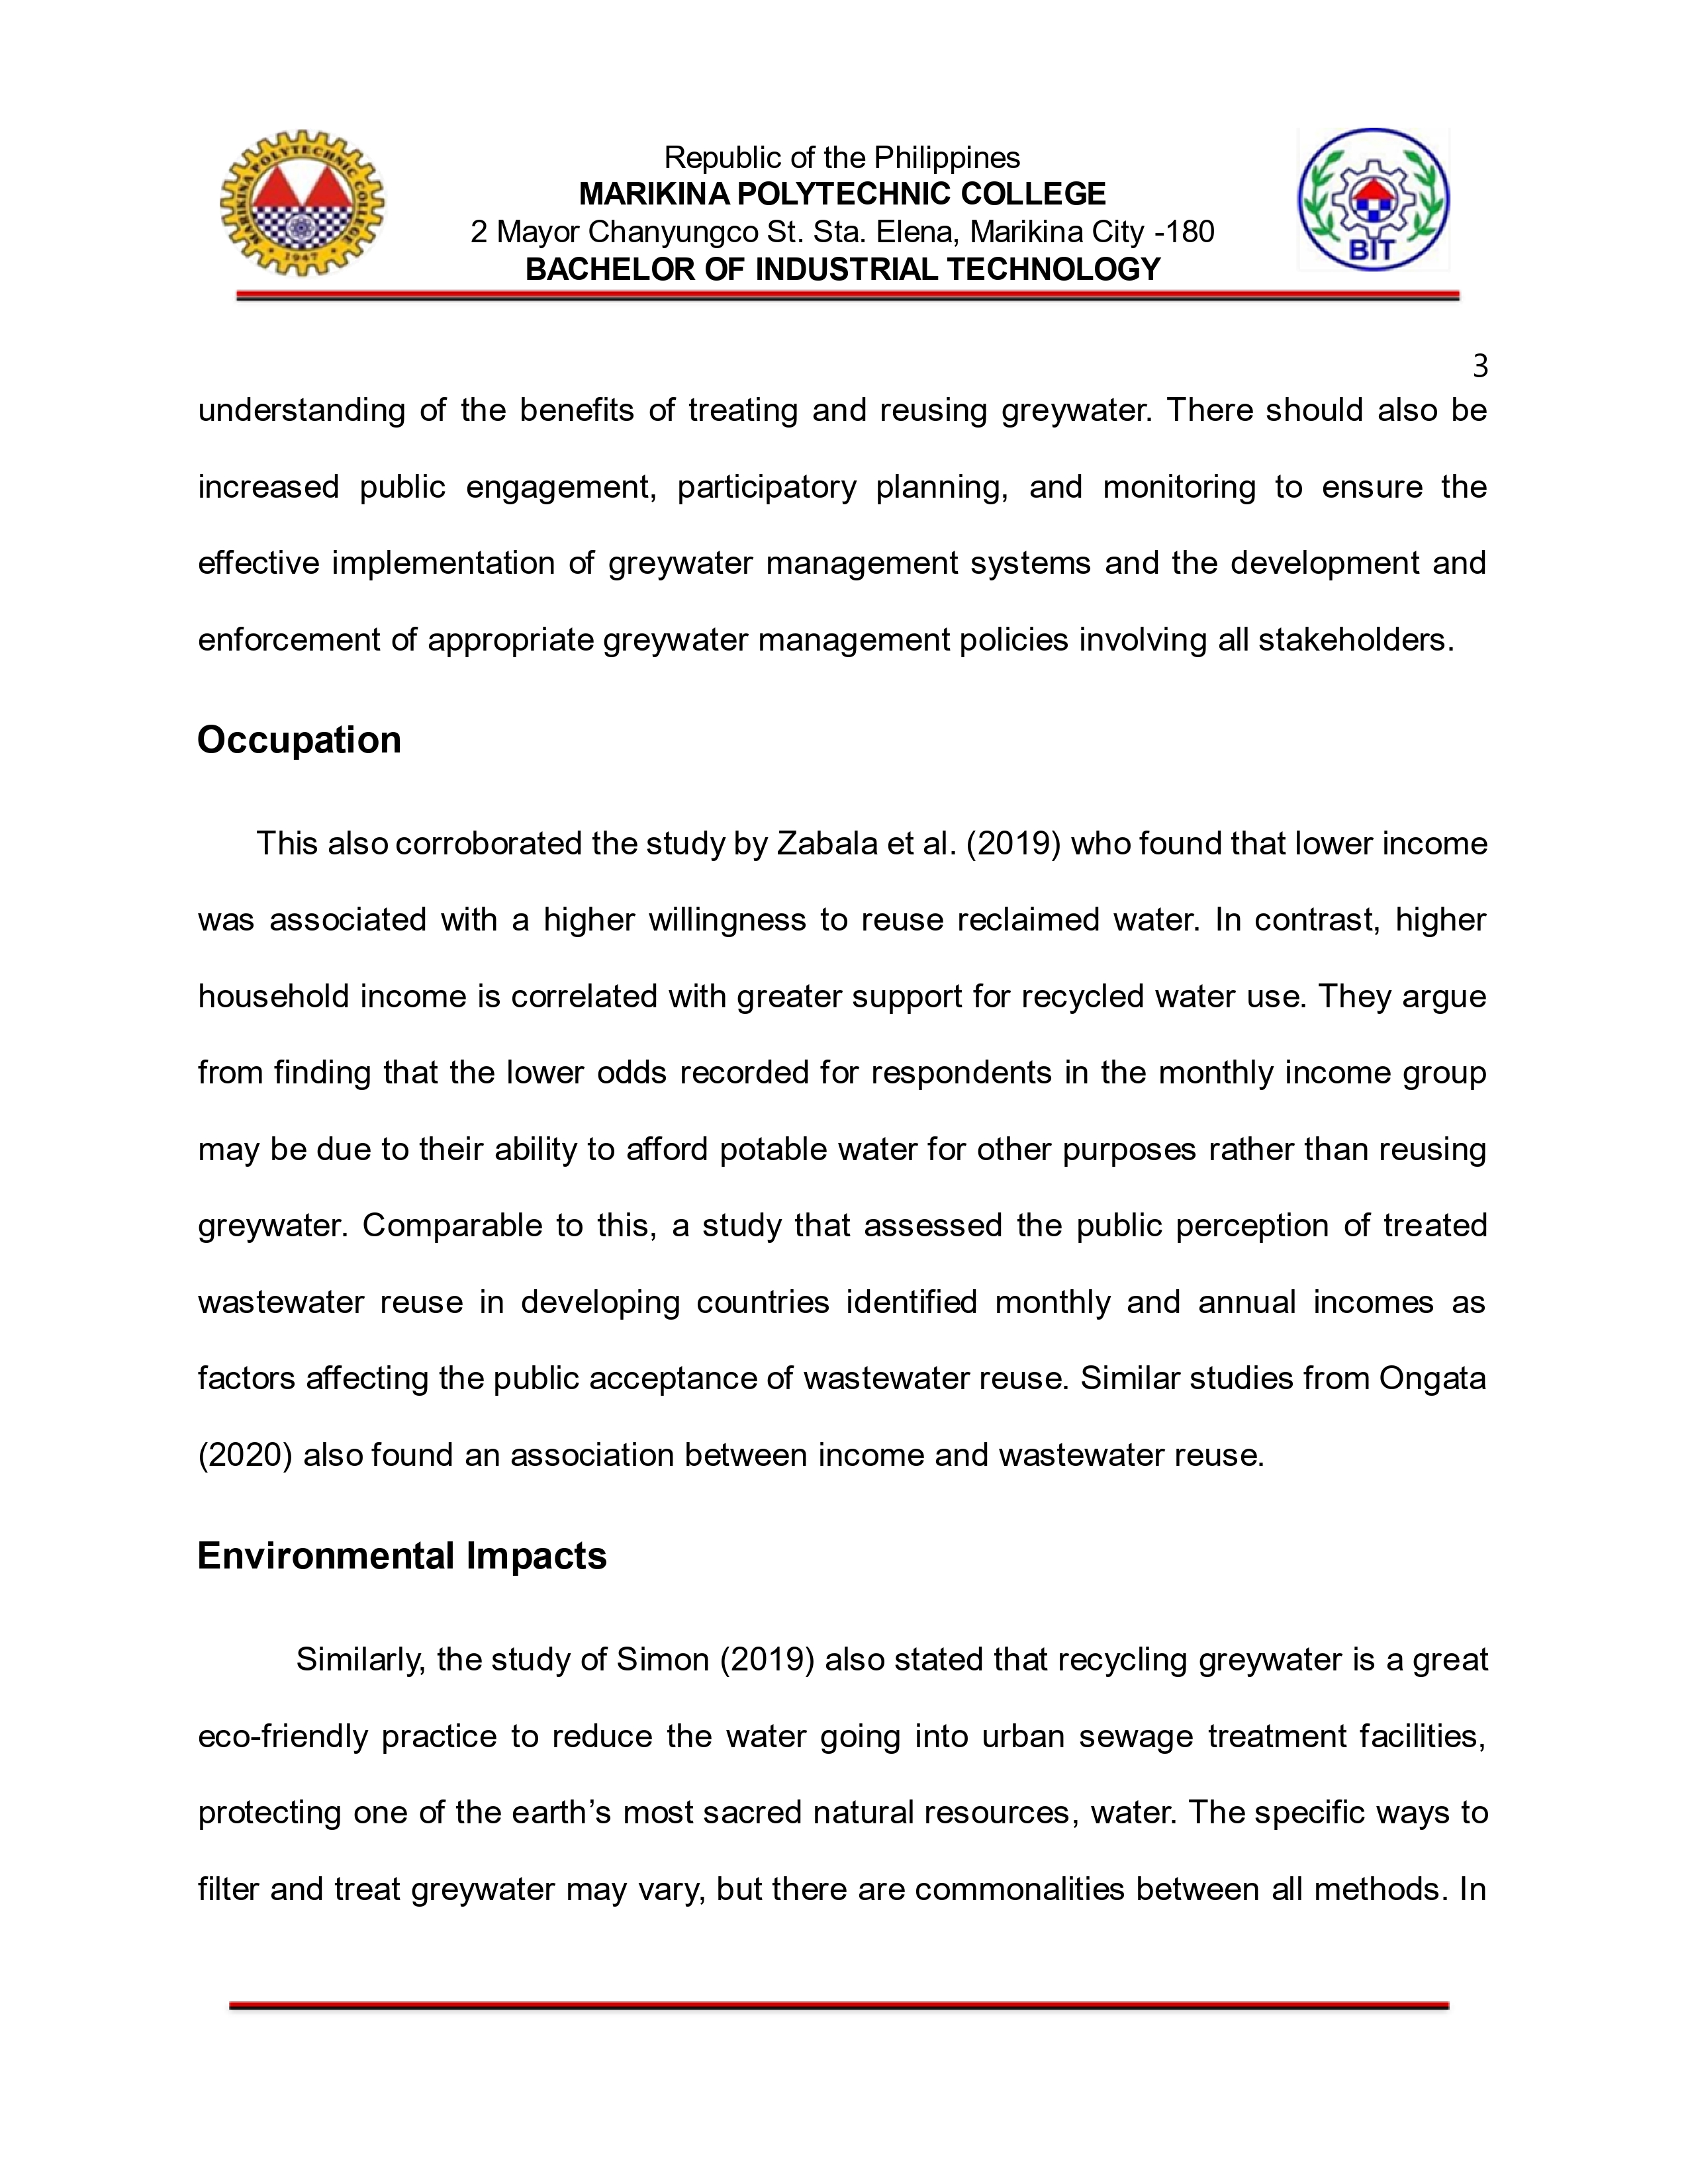 MARIKINA POLYTECHNIC COLLEGE
1947
Republic of the Philippines
MARIKINA POLYTECHNIC COLLEGE
2 Mayor Chanyungco St. Sta. Elena, Marikina City -180
BACHELOR OF INDUSTRIAL TECHNOLOGY
BIT
3
understanding of the benefits of treating and reusing greywater. There should also be
increased public engagement, participatory planning, and monitoring to ensure the
effective implementation of greywater management systems and the development and
enforcement of appropriate greywater management policies involving all stakeholders.
Occupation
This also corroborated the study by Zabala et al. (2019) who found that lower income
was associated with a higher willingness to reuse reclaimed water. In contrast, higher
household income is correlated with greater support for recycled water use. They argue
from finding that the lower odds recorded for respondents in the monthly income group
may be due to their ability to afford potable water for other purposes rather than reusing
greywater. Comparable to this, a study that assessed the public perception of treated
wastewater reuse in developing countries identified monthly and annual incomes as
factors affecting the public acceptance of wastewater reuse. Similar studies from Ongata
(2020) also found an association between income and wastewater reuse.
Environmental Impacts
Similarly, the study of Simon (2019) also stated that recycling greywater is a great
eco-friendly practice to reduce the water going into urban sewage treatment facilities,
protecting one of the earth’s most sacred natural resources, water. The specific ways to
filter and treat greywater may vary, but there are commonalities between all methods. In